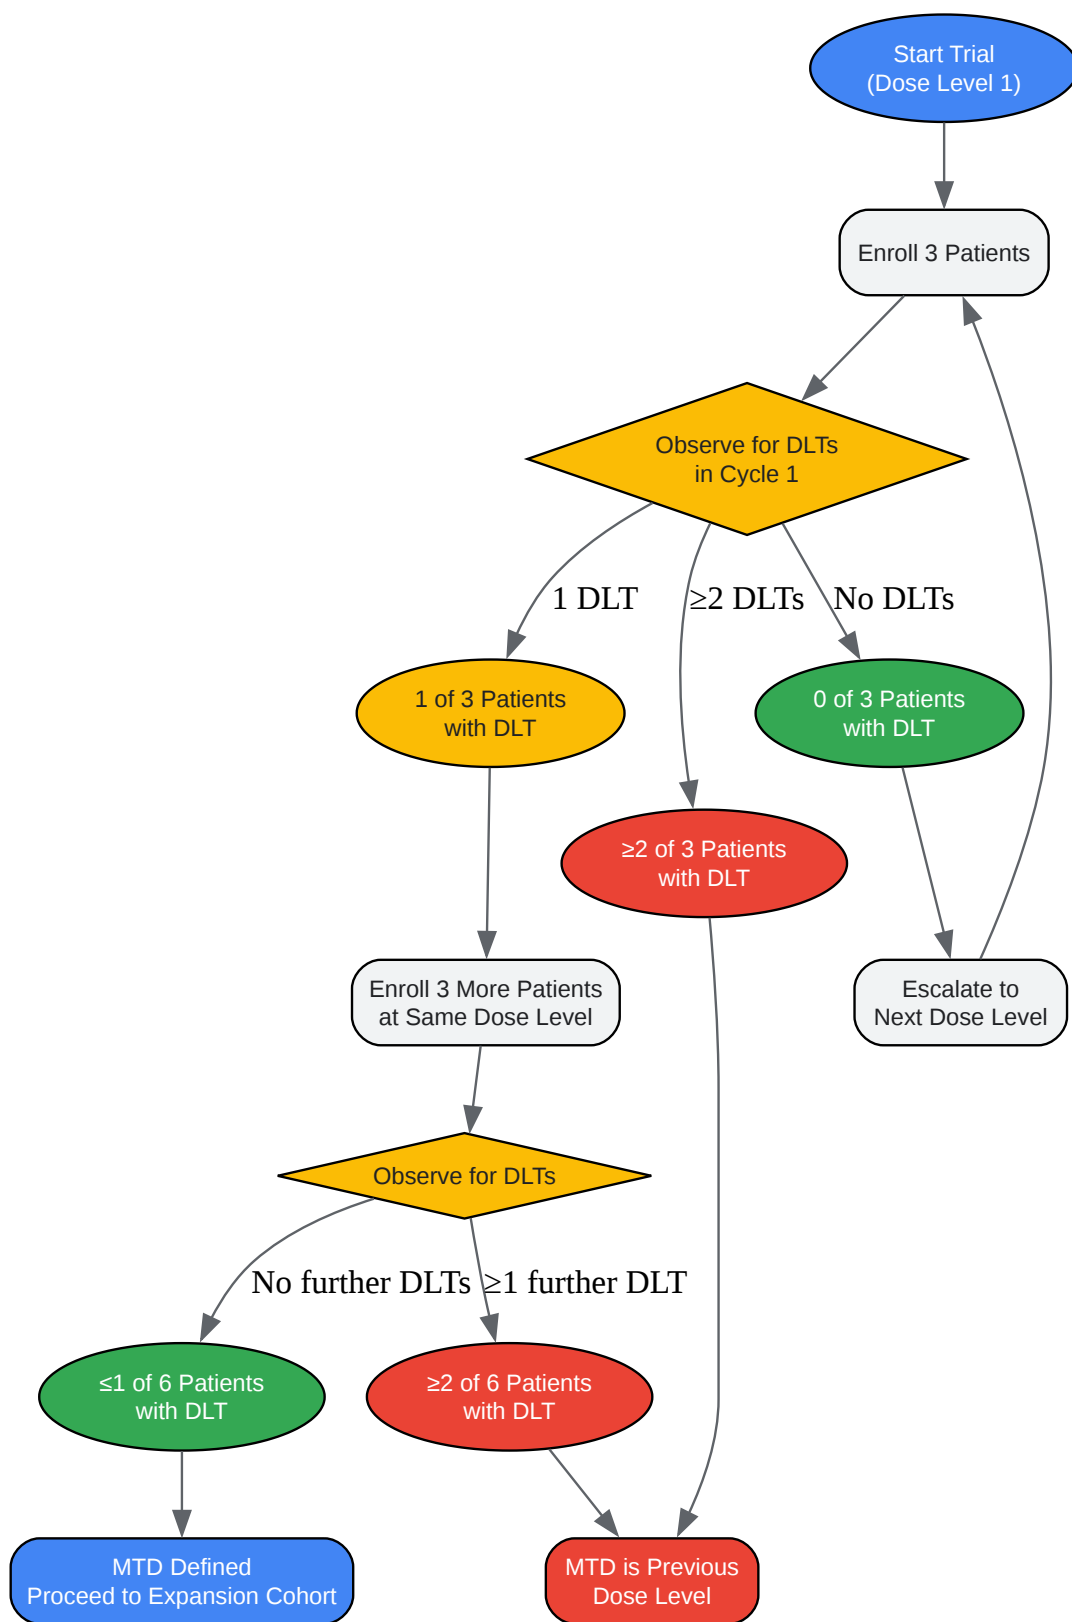 Start Trial
(Dose Level 1)
Enroll 3 Patients
Observe for DLTs
in Cycle 1
1 DLT
≥2 DLTs
No DLTs
1 of 3 Patients
with DLT
0 of 3 Patients
with DLT
≥2 of 3 Patients
with DLT
Enroll 3 More Patients
at Same Dose Level
Escalate to
Next Dose Level
Observe for DLTs
No further DLTs
≥1 further DLT
≤1 of 6 Patients
with DLT
≥2 of 6 Patients
with DLT
MTD Defined
Proceed to Expansion Cohort
MTD is Previous
Dose Level